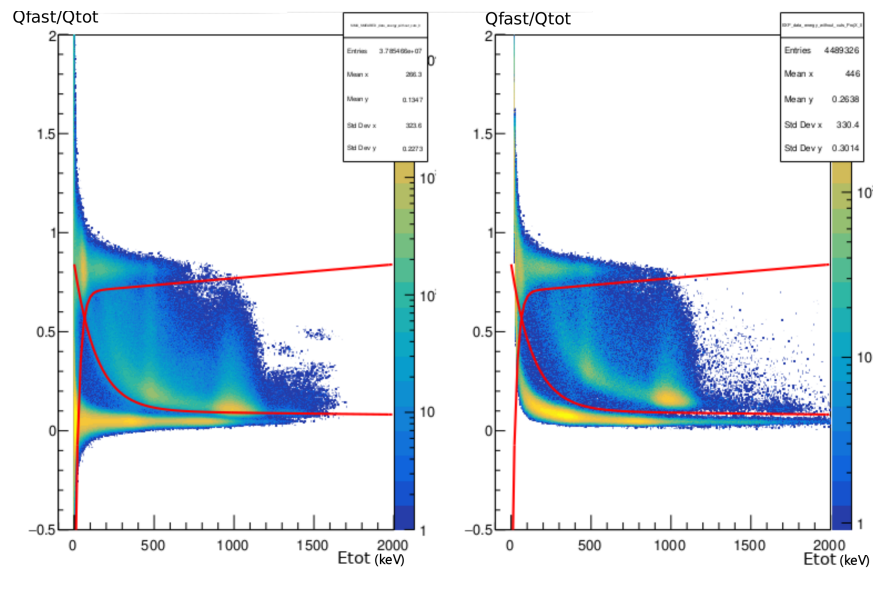 Qfast/Qtot
2
1.5
1
0.5
0
−0.5
0 500 1000 1500 2000
Etot (keV)
Entries 3.785466e+07
Mean x 266.3
Mean y 0.1347
Std Dev x 323.6
Std Dev y 0.2273
10
10
1
Qfast/Qtot
2
1.5
1
0.5
0
−0.5
0 500 1000 1500 2000
Etot (keV)
Entries 4489326
Mean x 446
Mean y 0.2638
Std Dev x 330.4
Std Dev y 0.3014
10
1